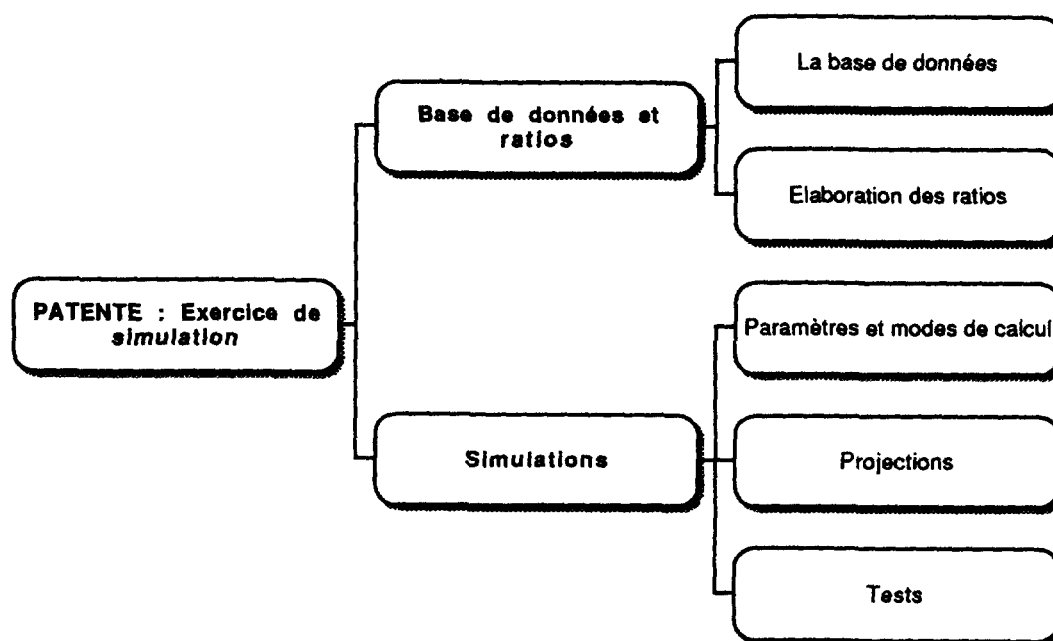 PATENTE : Exercice de
simulation
Base de données et
ratios
La base de données
Elaboration des ratios
Simulations
Paramètres et modes de calcul
Projections
Tests